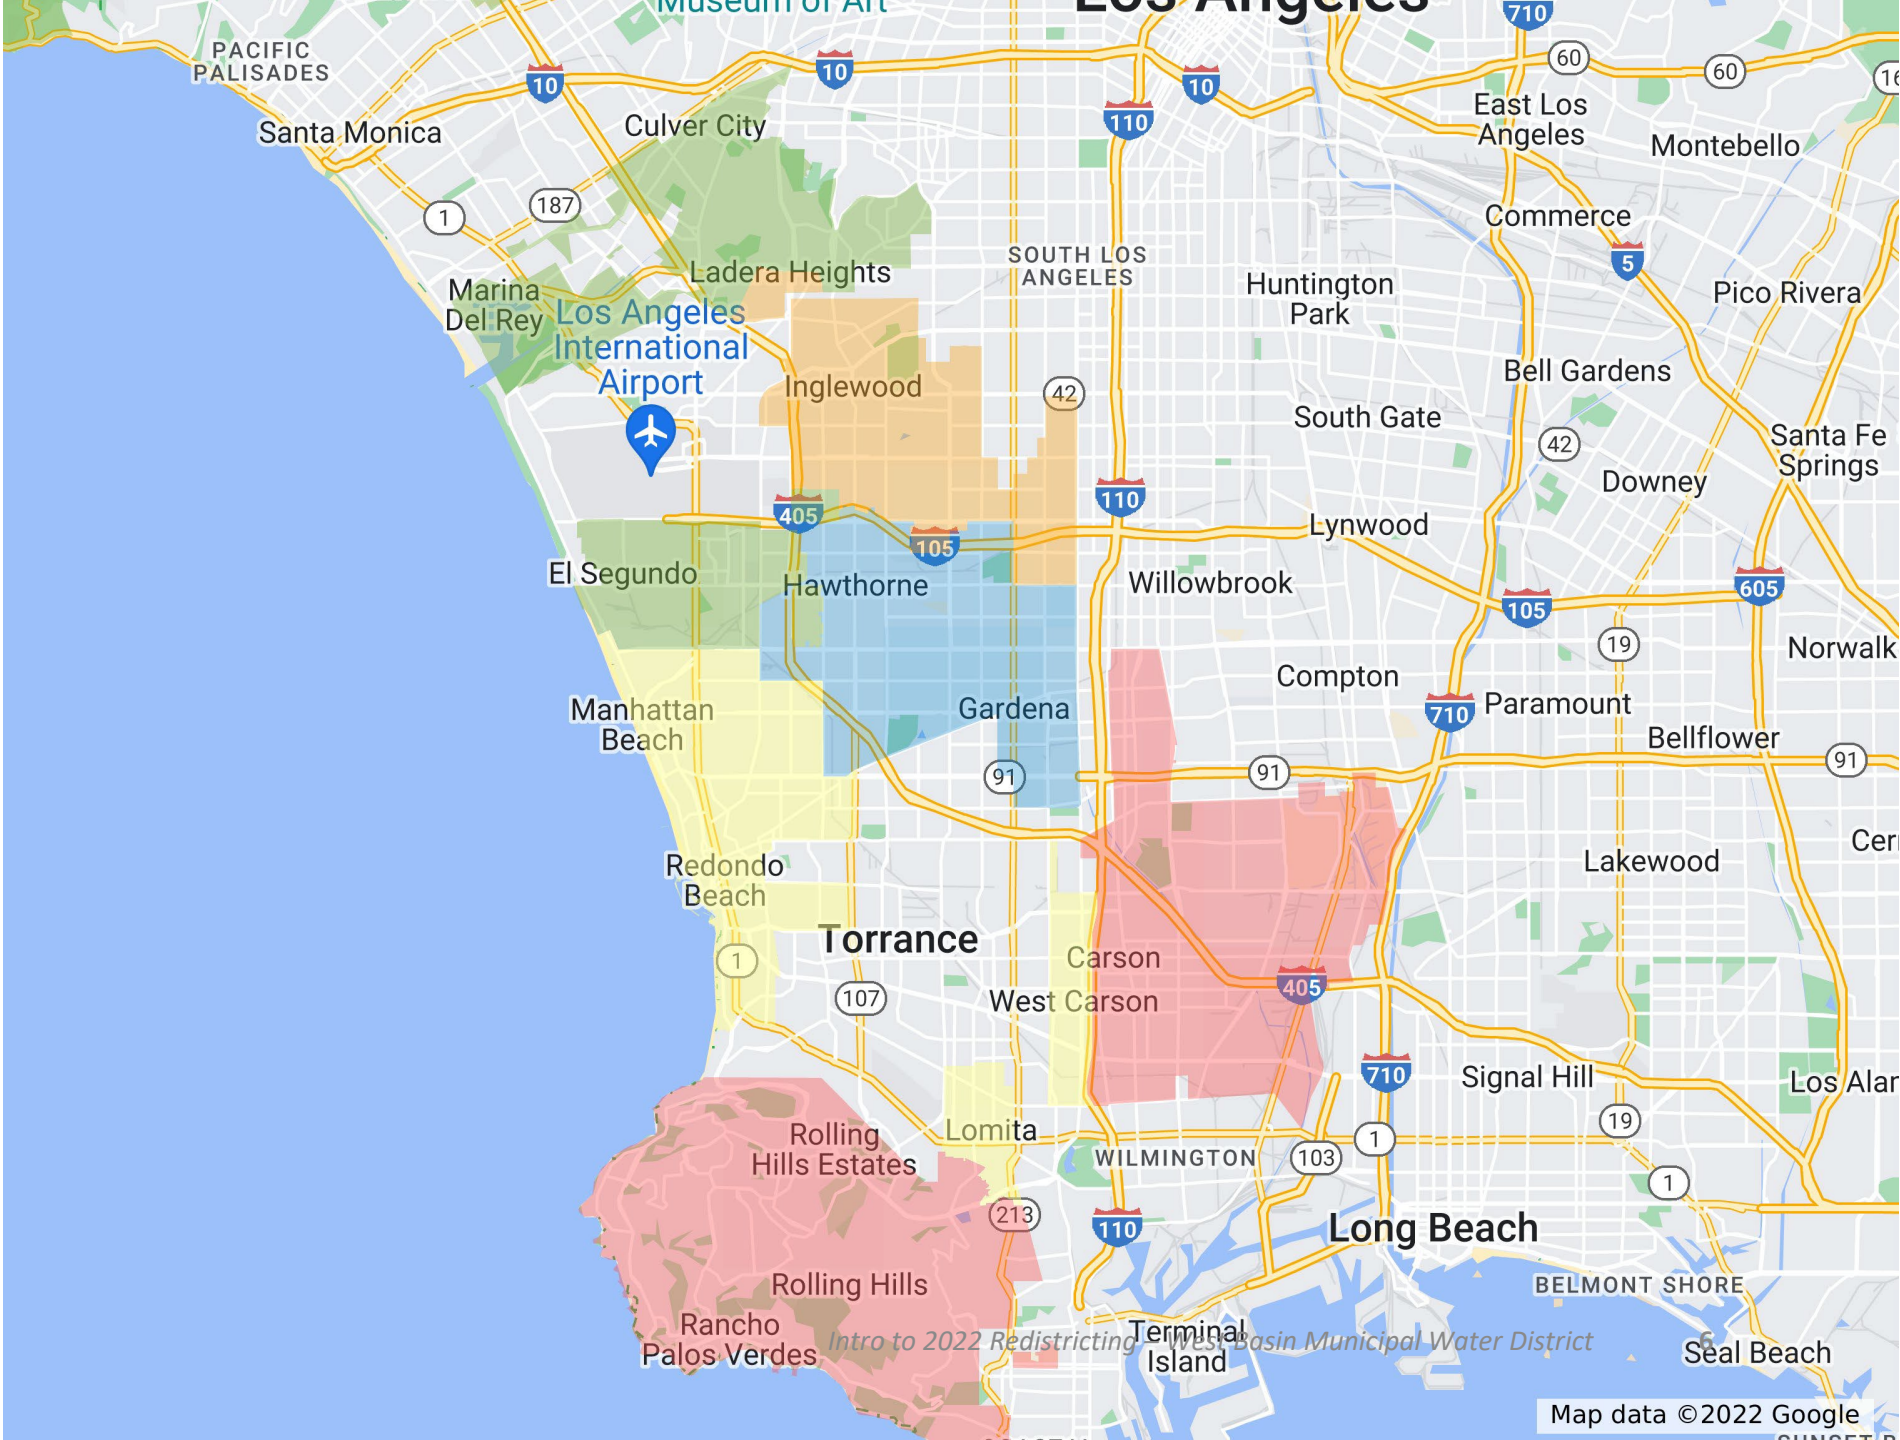 Museum of Art
Los Angeles
710
PACIFIC
PALISADES
10
10
10
60
60
16
Santa Monica
Culver City
110
East Los
Angeles
Montebello
1
187
Commerce
SOUTH LOS
ANGELES
5
Ladera Heights
Marina
Del Rey
Los Angeles
International
Airport
Huntington
Park
Pico Rivera
Inglewood
42
Bell Gardens
South Gate
42
Santa Fe
Springs
Downey
405
110
105
Lynwood
El Segundo
Hawthorne
Willowbrook
105
605
19
Norwalk
Compton
Manhattan
Beach
Gardena
710
Paramount
Bellflower
91
91
91
Redondo
Beach
Lakewood
Cer
Torrance
1
Carson
107
West Carson
405
710
Signal Hill
Los Alar
Lomita
19
Rolling
Hills Estates
WILMINGTON
103
1
1
213
110
Long Beach
Rolling Hills
BELMONT SHORE
Rancho
Palos Verdes
Intro to 2022 Redistricting
West Basin Municipal Water District
6
Terminal
Island
Seal Beach
Map data ©2022 Google